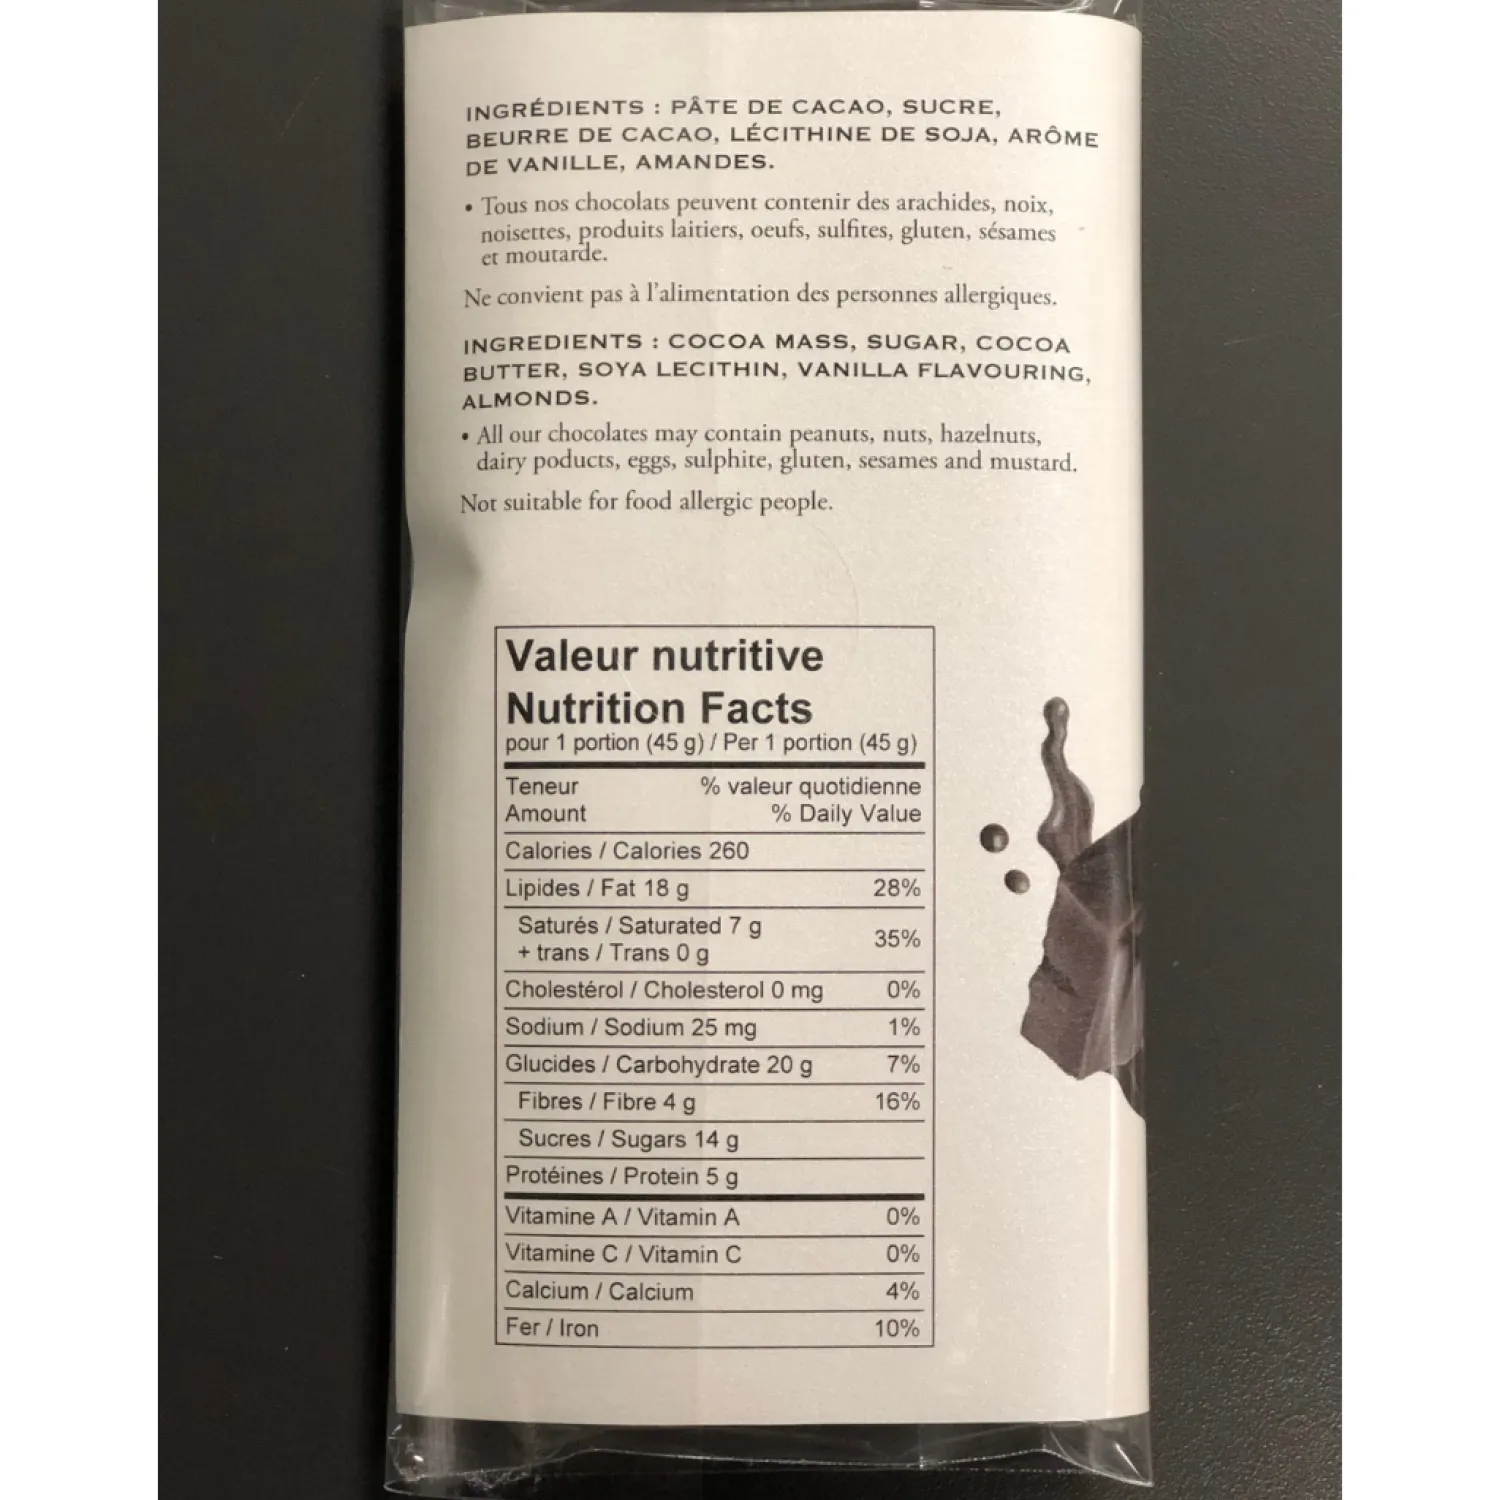 INGRÉDIENTS : PÂTE DE CACAO, SUCRE,
BEURRE DE CACAO, LÉCITHINE DE SOJA, ARÔME
DE VANILLE, AMANDES.
• Tous nos chocolats peuvent contenir des arachides, noix,
noisettes, produits laitiers, oeufs, sulfites, gluten, sésames
et moutarde.
Ne convient pas à l'alimentation des personnes allergiques.
INGREDIENTS : COCOA MASS, SUGAR, COCOA
BUTTER, SOYA LECITHIN, VANILLA FLAVOURING,
ALMONDS.
• All our chocolates may contain peanuts, nuts, hazelnuts,
dairy poducts, eggs, sulphite, gluten, sesames and mustard.
Not suitable for food allergic people.
Valeur nutritive
Nutrition Facts
pour 1 portion (45 g) / Per 1 portion (45 g)
Teneur % valeur quotidienne
Amount % Daily Value
Calories / Calories 260
Lipides / Fat 18 g 28%
Saturés / Saturated 7 g
+ trans / Trans 0 g 35%
Cholestérol / Cholesterol 0 mg 0%
Sodium / Sodium 25 mg 1%
Glucides / Carbohydrate 20 g 7%
Fibres / Fibre 4 g 16%
Sucres / Sugars 14 g
Protéines / Protein 5 g
Vitamine A / Vitamin A 0%
Vitamine C / Vitamin C 0%
Calcium / Calcium 4%
Fer / Iron 10%